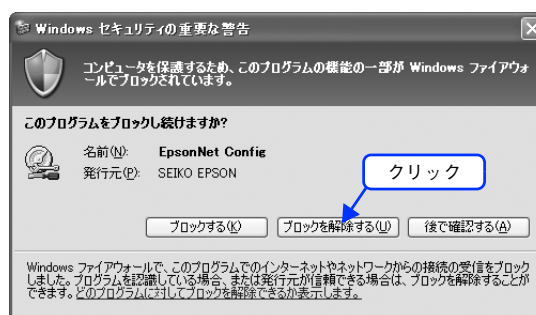 Windows セキュリティの重要な警告
コンピュータを保護するため、このプログラムの機能の一部が Windows ファイアウォ
ールでブロックされています。
このプログラムをブロックし続けますか?
名前(N): EpsonNet Config
発行元(P): SEIKO EPSON
クリック
ブロックする(K) ブロックを解除する(U) 後で確認する(A)
Windows ファイアウォールで、このプログラムでのインターネットやネットワークからの接続の受信をブロック
しました。プログラムを認識している場合、または発行元が信頼できる場合は、ブロックを解除することが
できます。どのプログラムに対してブロックを解除できるか表示します。